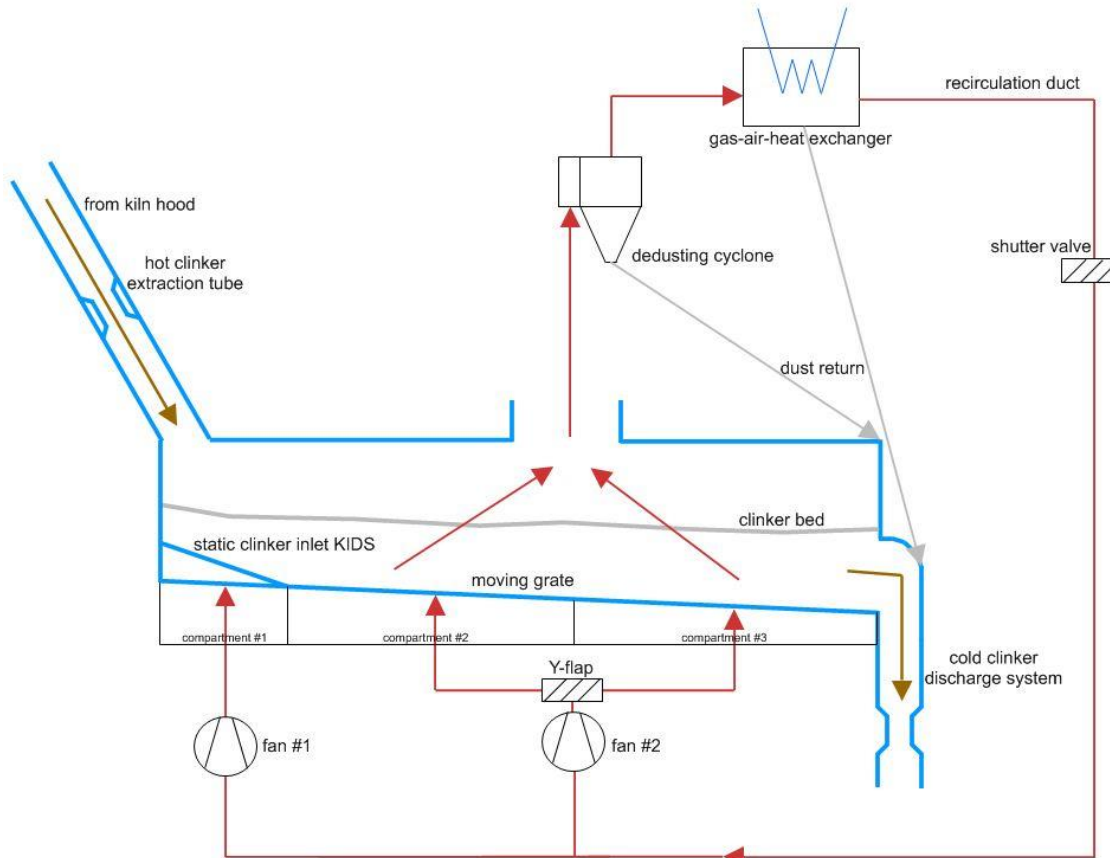 recirculation duct
gas-air-heat exchanger
from kiln hood
hot clinker
extraction tube
dedusting cyclone
shutter valve
dust return
clinker bed
static clinker inlet KIDS
moving grate
compartment #1
compartment #2
compartment #3
Y-flap
cold clinker
discharge system
fan #1
fan #2